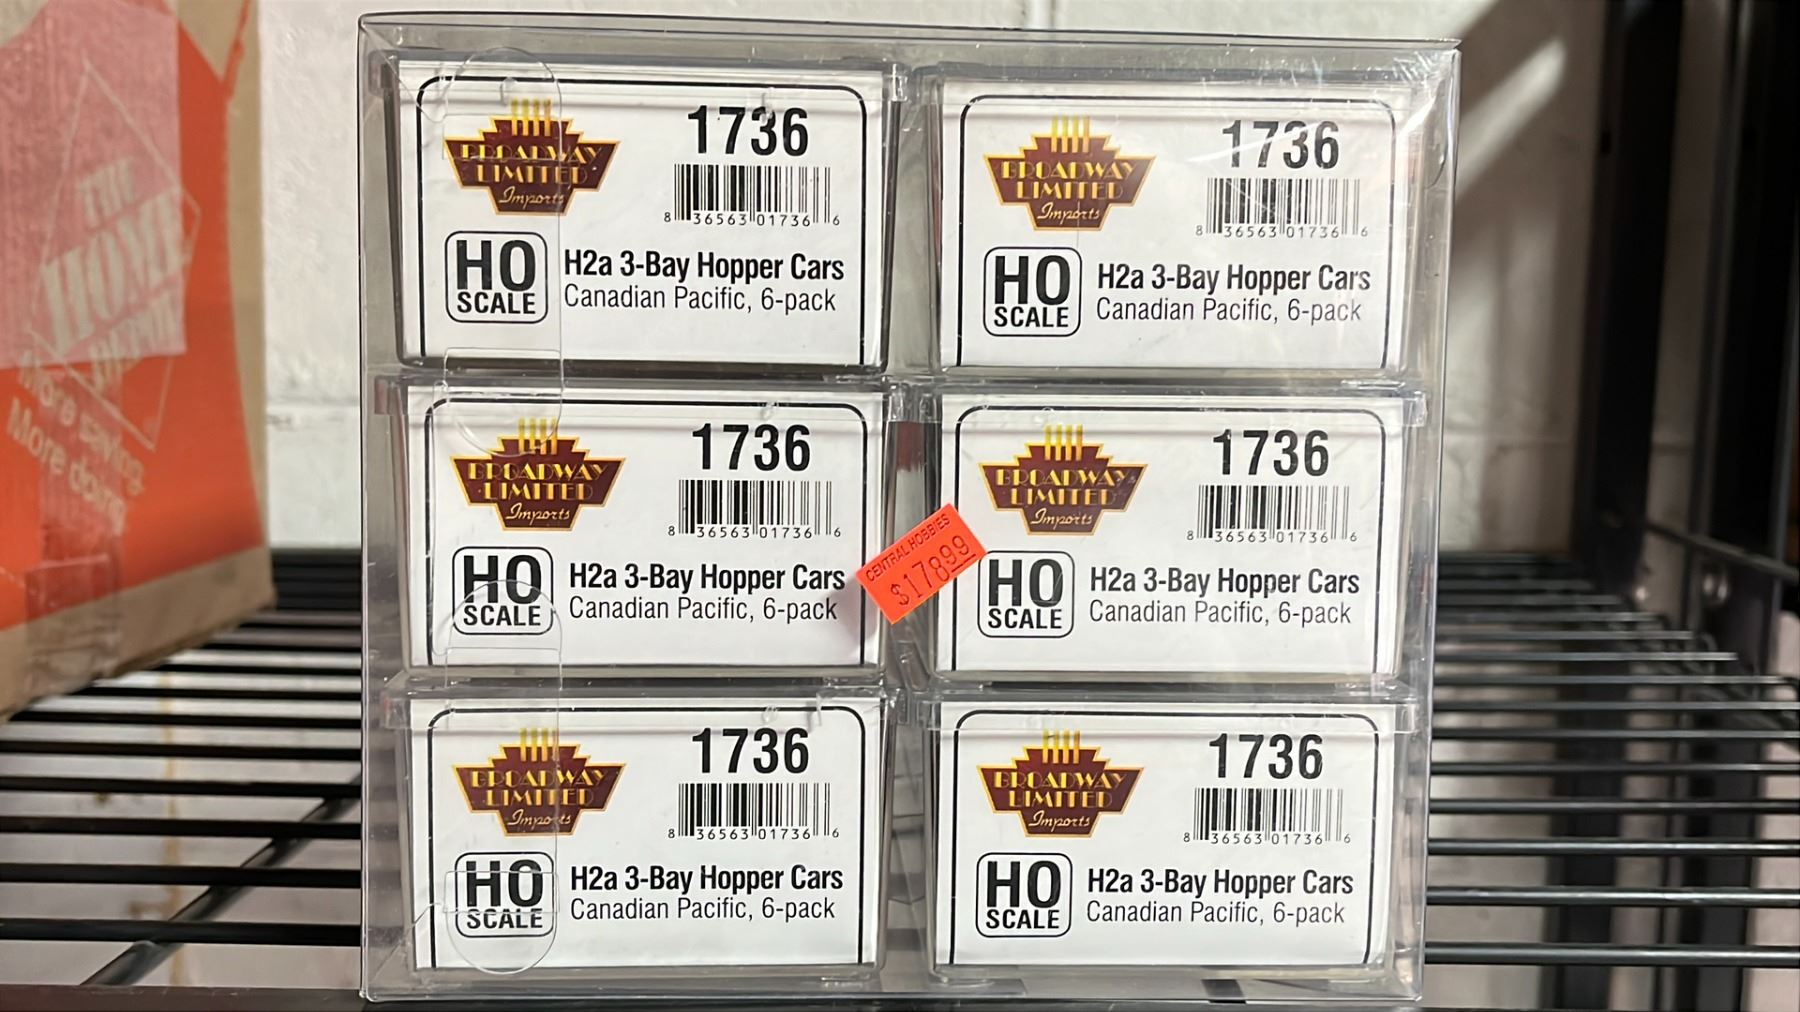 THE
HOME
DEPOT
More saving.
More doing.
1736
BROADWAY
LIMITED
Imports
8 36563 01736 6
HO
SCALE
H2a 3-Bay Hopper Cars
Canadian Pacific, 6-pack
1736
BROADWAY
LIMITED
Imports
8 36563 01736 6
HO
SCALE
H2a 3-Bay Hopper Cars
Canadian Pacific, 6-pack
1736
BROADWAY
LIMITED
Imports
8 36563 01736 6
HO
SCALE
H2a 3-Bay Hopper Cars
Canadian Pacific, 6-pack
CENTRAL HOBBIES
$178.99
1736
BROADWAY
LIMITED
Imports
8 36563 01736 6
HO
SCALE
H2a 3-Bay Hopper Cars
Canadian Pacific, 6-pack
1736
BROADWAY
LIMITED
Imports
8 36563 01736 6
HO
SCALE
H2a 3-Bay Hopper Cars
Canadian Pacific, 6-pack
1736
BROADWAY
LIMITED
Imports
8 36563 01736 6
HO
SCALE
H2a 3-Bay Hopper Cars
Canadian Pacific, 6-pack